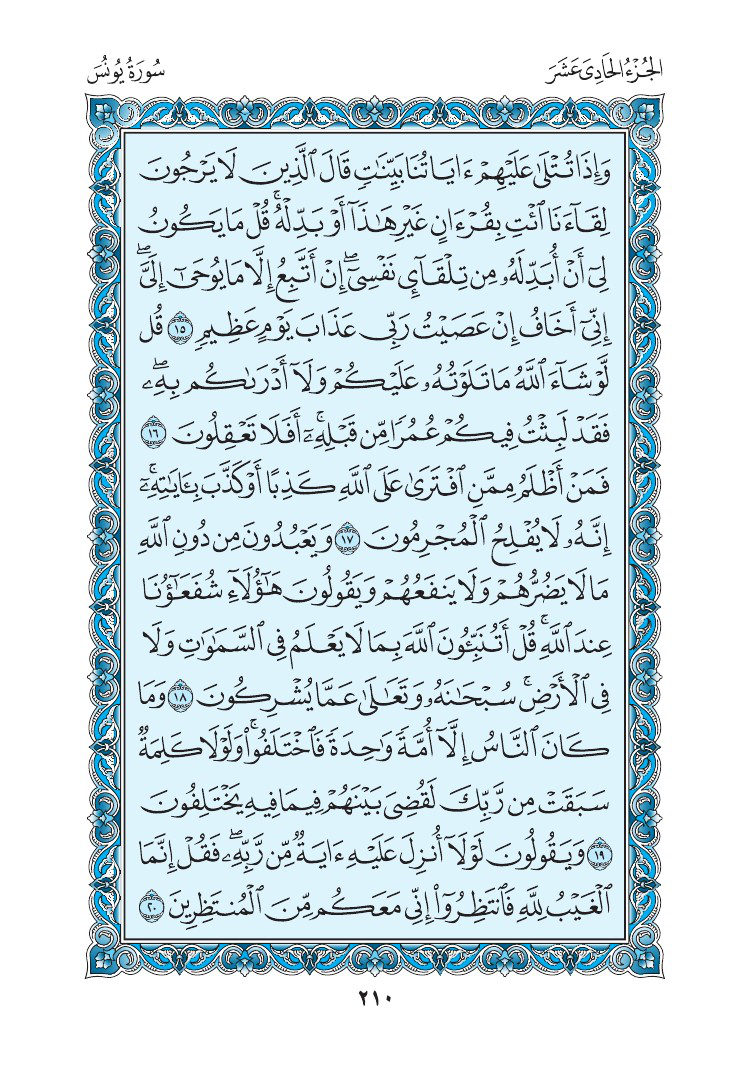 الجُزْءُ الحَادِى عَشَرَ
سُورَةُ يُونُسَ
وَإِذَا تُتْلَىٰ عَلَيْهِمْ ءَايَاتُنَا بَيِّنَٰتٍ قَالَ ٱلَّذِينَ لَا يَرْجُونَ
لِقَآءَنَا ٱئْتِ بِقُرْءَانٍ غَيْرِ هَٰذَآ أَوْ بَدِّلْهُ ۚ قُلْ مَا يَكُونُ
لِىٓ أَنْ أُبَدِّلَهُۥ مِن تِلْقَآئِ نَفْسِىٓ ۖ إِنْ أَتَّبِعُ إِلَّا مَا يُوحَىٰٓ إِلَىَّ ۖ
إِنِّىٓ أَخَافُ إِنْ عَصَيْتُ رَبِّى عَذَابَ يَوْمٍ عَظِيمٍ ١٥ قُل
لَّوْ شَآءَ ٱللَّهُ مَا تَلَوْتُهُۥ عَلَيْكُمْ وَلَآ أَدْرَىٰكُم بِهِۦ ۖ
فَقَدْ لَبِثْتُ فِيكُمْ عُمُرًا مِّن قَبْلِهِۦٓ ۚ أَفَلَا تَعْقِلُونَ ١٦
فَمَنْ أَظْلَمُ مِمَّنِ ٱفْتَرَىٰ عَلَى ٱللَّهِ كَذِبًا أَوْ كَذَّبَ بِـَٔايَٰتِهِۦٓ ۚ
إِنَّهُۥ لَا يُفْلِحُ ٱلْمُجْرِمُونَ ١٧ وَيَعْبُدُونَ مِن دُونِ ٱللَّهِ
مَا لَا يَضُرُّهُمْ وَلَا يَنفَعُهُمْ وَيَقُولُونَ هَٰٓؤُلَآءِ شُفَعَٰٓؤُنَا
عِندَ ٱللَّهِ ۚ قُلْ أَتُنَبِّـُٔونَ ٱللَّهَ بِمَا لَا يَعْلَمُ فِى ٱلسَّمَٰوَٰتِ وَلَا
فِى ٱلْأَرْضِ ۚ سُبْحَٰنَهُۥ وَتَعَٰلَىٰ عَمَّا يُشْرِكُونَ ١٨ وَمَا
كَانَ ٱلنَّاسُ إِلَّآ أُمَّةً وَٰحِدَةً فَٱخْتَلَفُوا۟ ۚ وَلَوْلَا كَلِمَةٌ
سَبَقَتْ مِن رَّبِّكَ لَقُضِىَ بَيْنَهُمْ فِيمَا فِيهِ يَخْتَلِفُونَ
١٩ وَيَقُولُونَ لَوْلَآ أُنزِلَ عَلَيْهِ ءَايَةٌ مِّن رَّبِّهِۦ ۖ فَقُلْ إِنَّمَا
ٱلْغَيْبُ لِلَّهِ فَٱنتَظِرُوٓا۟ إِنِّى مَعَكُم مِّنَ ٱلْمُنتَظِرِينَ ٢٠
٢١٠